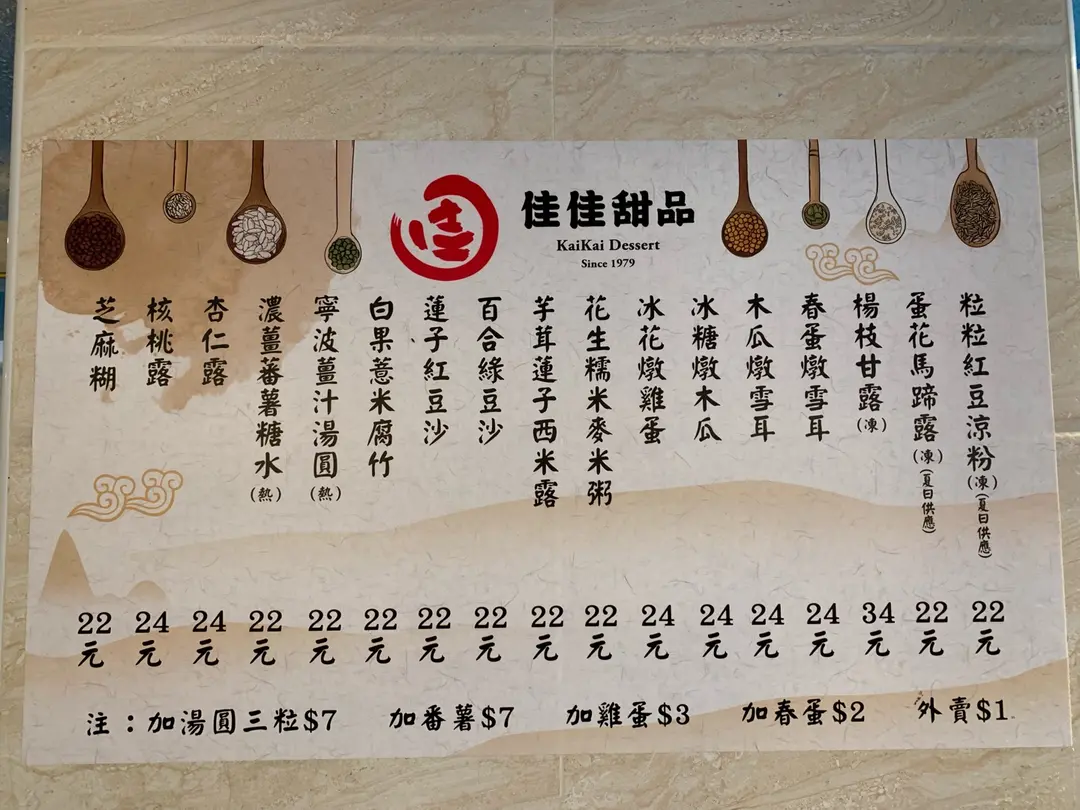 佳
佳佳甜品
KaiKai Dessert
Since 1979
芝麻糊 22元
核桃露 24元
杏仁露 24元
濃薑蕃薯糖水(熱) 22元
寧波薑汁湯圓(熱) 22元
白果薏米腐竹 22元
蓮子紅豆沙 22元
百合綠豆沙 22元
芋茸蓮子西米露 22元
花生糯米麥米粥 22元
冰花燉雞蛋 24元
冰糖燉木瓜 24元
木瓜燉雪耳 24元
春蛋燉雪耳 24元
楊枝甘露(凍) 34元
蛋花馬蹄露(凍)(夏日供應) 22元
粒粒紅豆涼粉(凍)(夏日供應) 22元
注：加湯圓三粒$7 加番薯$7 加雞蛋$3 加春蛋$2 外賣$1